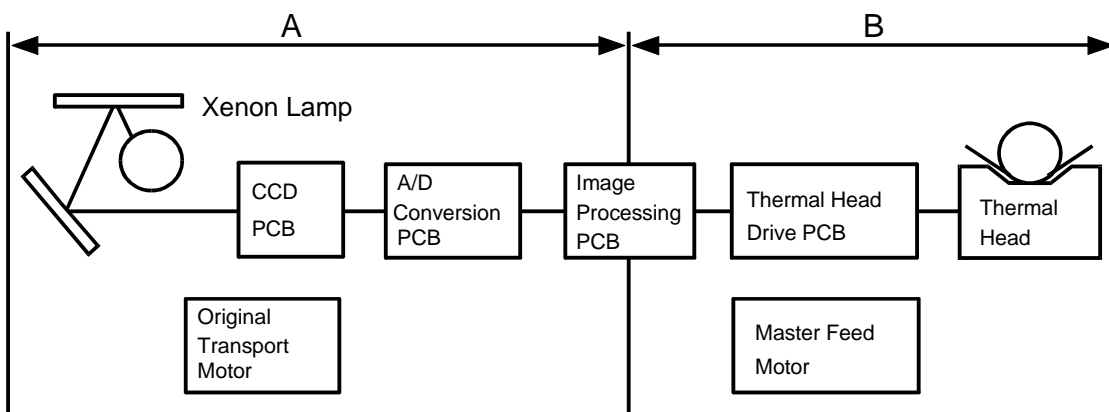 A
B
Xenon Lamp
CCD
PCB
A/D
Conversion
PCB
Image
Processing
PCB
Thermal Head
Drive PCB
Thermal
Head
Original
Transport
Motor
Master Feed
Motor